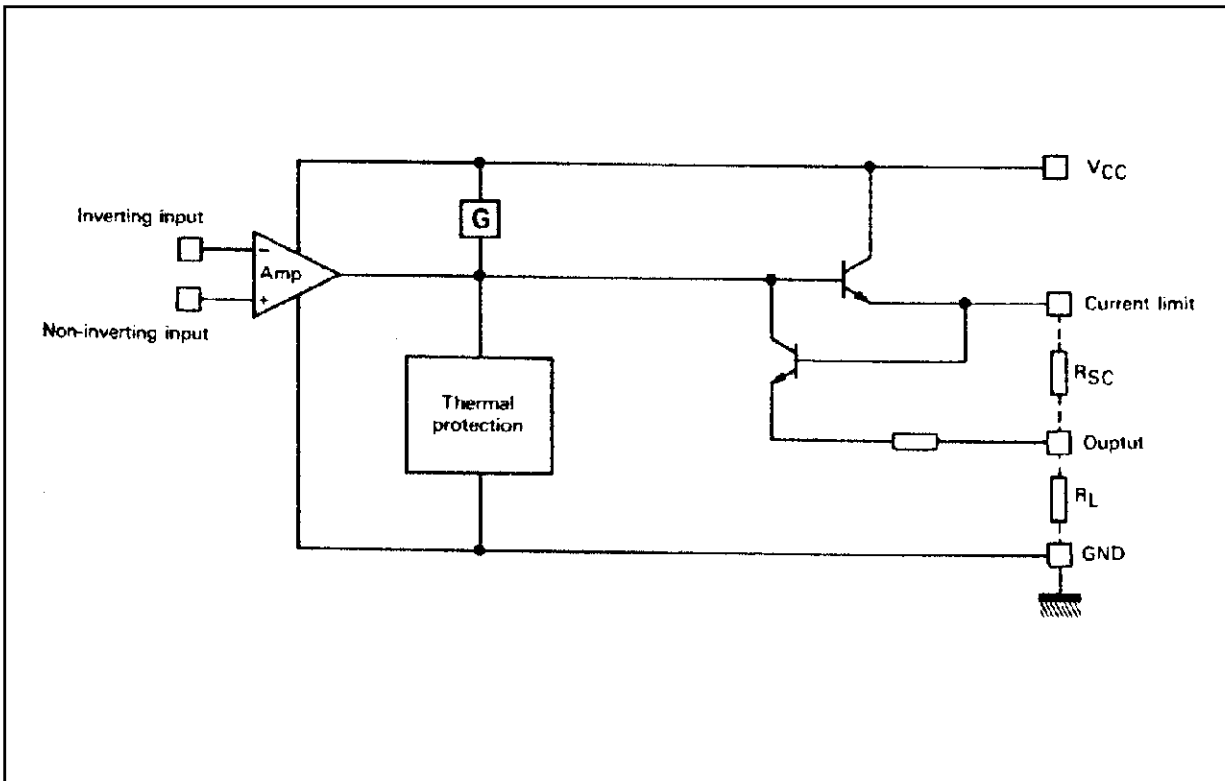 VCC
G
Inverting input
−
Amp
+
Non-inverting input
Current limit
RSC
Thermal
protection
Ouptut
RL
GND